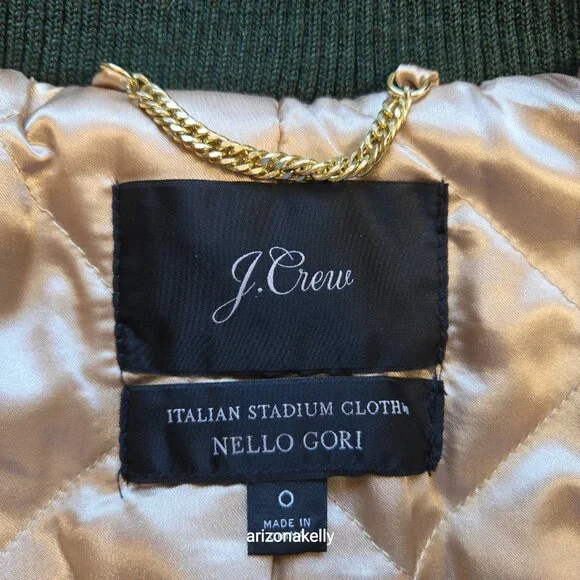 J.Crew
ITALIAN STADIUM CLOTH
NELLO GORI
0
MADE IN
arizonakelly